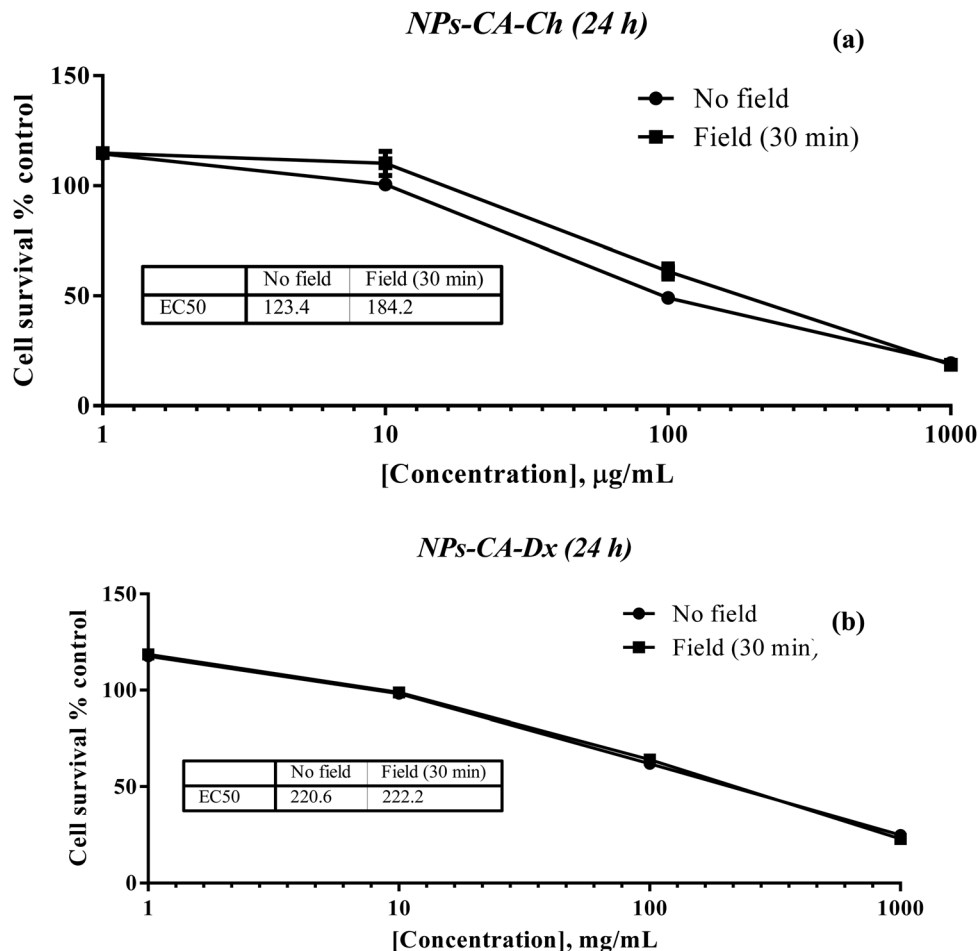 NPs-CA-Ch (24 h)
(a)
150
No field
Field (30 min)
100
Cell survival % control
No field Field (30 min)
EC50 123.4 184.2
50
0
1 10 100 1000
[Concentration], μg/mL
NPs-CA-Dx (24 h)
(b)
150
No field
Field (30 min)
100
Cell survival % control
No field Field (30 min)
EC50 220.6 222.2
50
0
1 10 100 1000
[Concentration], mg/mL